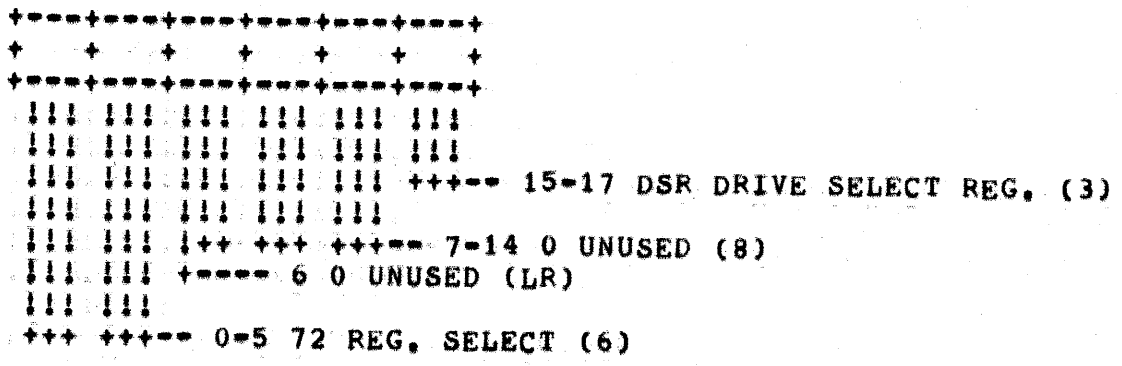 +---+---+---+---+---+---+
+   +   +   +   +   +   +
+---+---+---+---+---+---+
 !!! !!! !!! !!! !!! !!!
 !!! !!! !!! !!! !!! !!!
 !!! !!! !!! !!! !!! +++-- 15-17 DSR DRIVE SELECT REG. (3)
 !!! !!! !!! !!! !!!
 !!! !!! !++ +++ +++-- 7-14 0 UNUSED (8)
 !!! !!! +---- 6 0 UNUSED (LR)
 !!! !!!
 +++ +++-- 0-5 72 REG. SELECT (6)